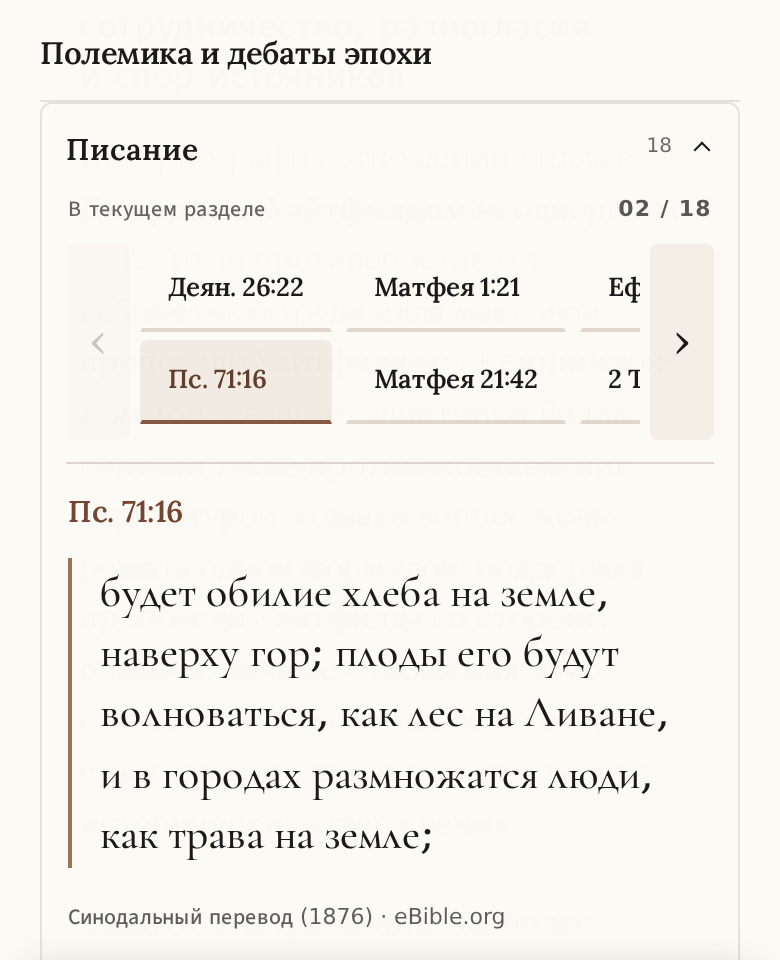 Полемика и дебаты эпохи
Писание
18
В текущем разделе
02 / 18
Деян. 26:22
Матфея 1:21
Еф
Пс. 71:16
Матфея 21:42
2 Т
Пс. 71:16
будет обилие хлеба на земле,
наверху гор; плоды его будут
волноваться, как лес на Ливане,
и в городах размножатся люди,
как трава на земле;
Синодальный перевод (1876) · eBible.org